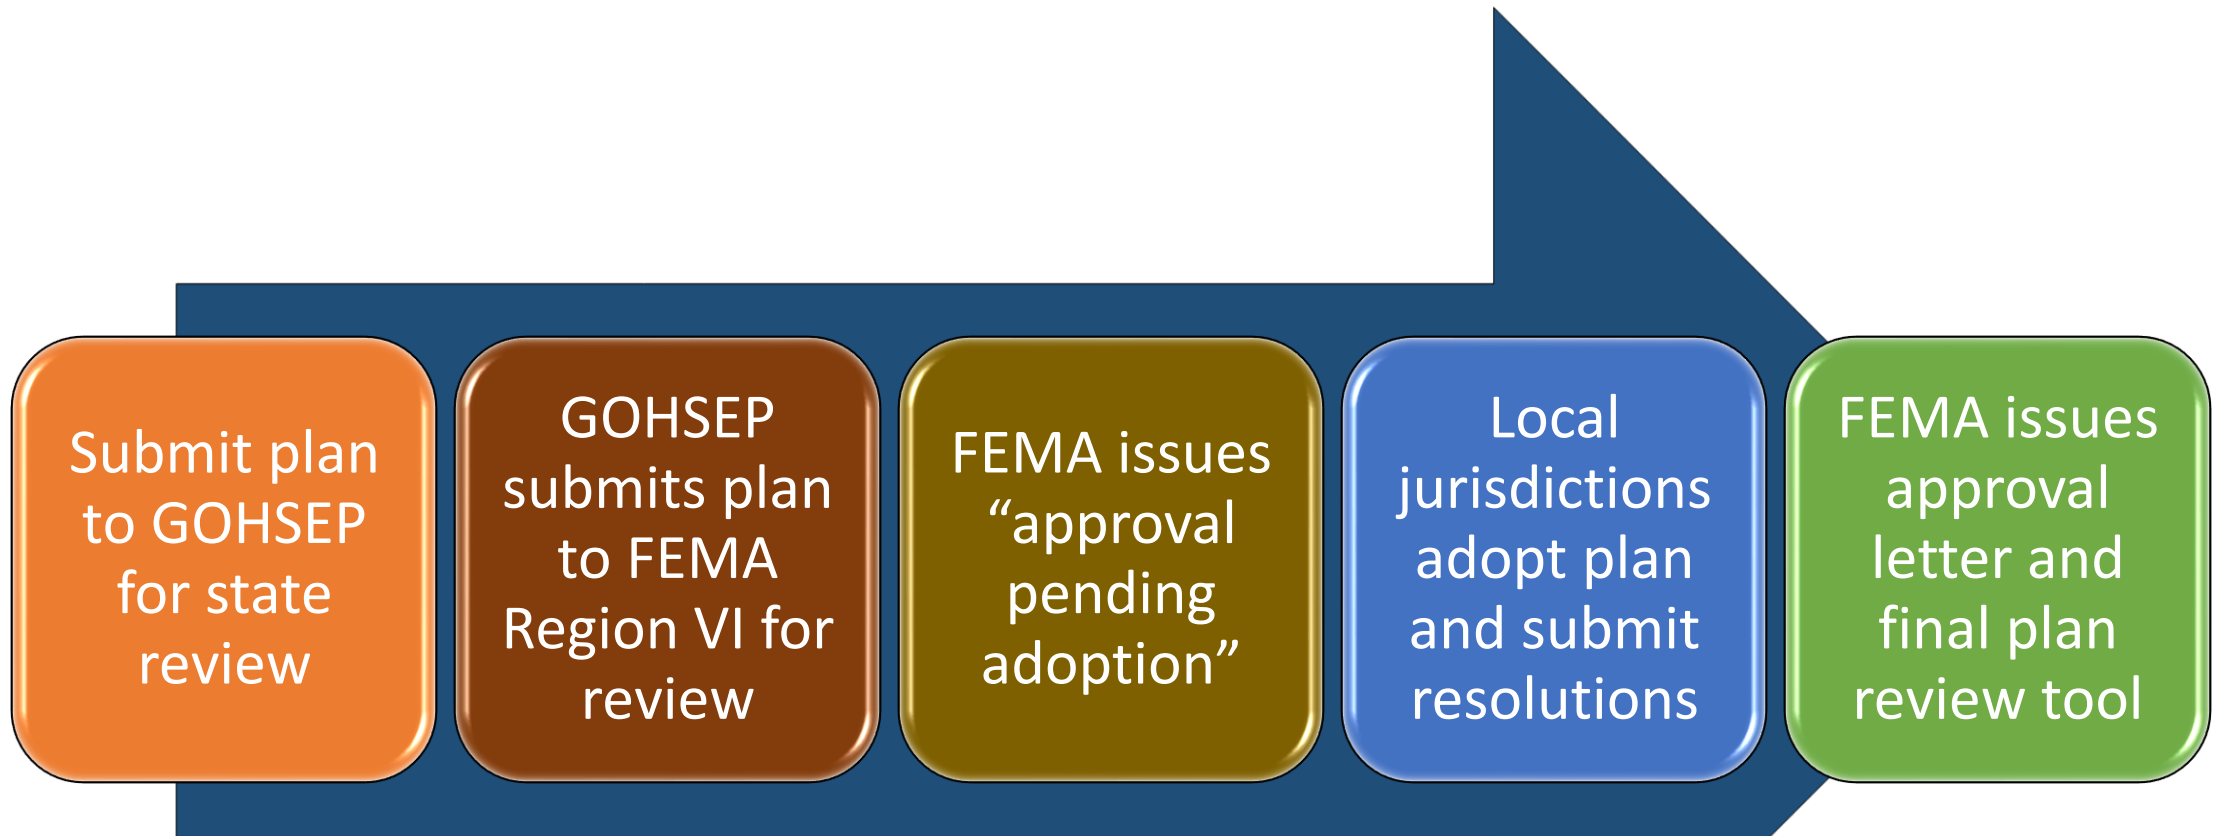 Submit plan
to GOHSEP
for state
review
GOHSEP
submits plan
to FEMA
Region VI for
review
FEMA issues
“approval
pending
adoption”
Local
jurisdictions
adopt plan
and submit
resolutions
FEMA issues
approval
letter and
final plan
review tool